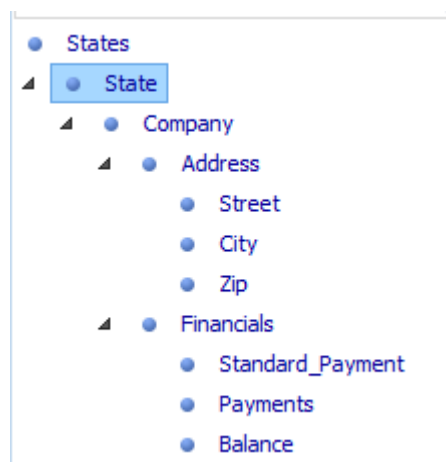 States
State
Company
Address
Street
City
Zip
Financials
Standard_Payment
Payments
Balance